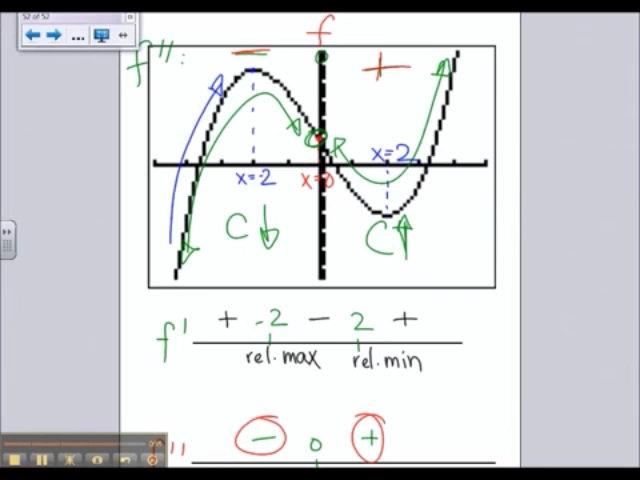 52 of 52
f
f'': − +
x=2
x=-2 x=0
C↓ C↑
+ -2 − 2 +
f'
rel. max rel. min
− 0 +
''